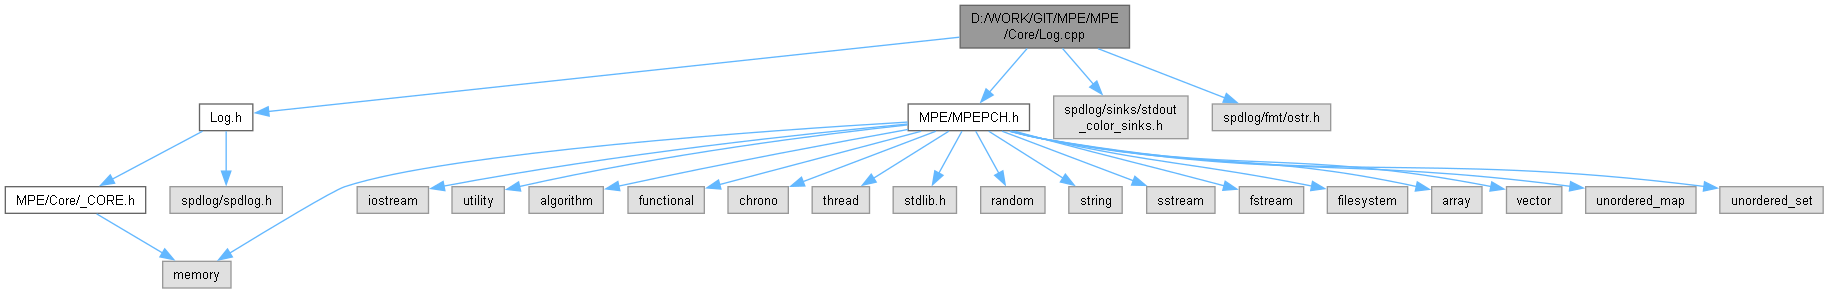 D:/WORK/GIT/MPE/MPE
/Core/Log.cpp
Log.h
MPE/MPEPCH.h
spdlog/sinks/stdout
_color_sinks.h
spdlog/fmt/ostr.h
MPE/Core/_CORE.h
spdlog/spdlog.h
iostream
utility
algorithm
functional
chrono
thread
stdlib.h
random
string
sstream
fstream
filesystem
array
vector
unordered_map
unordered_set
memory